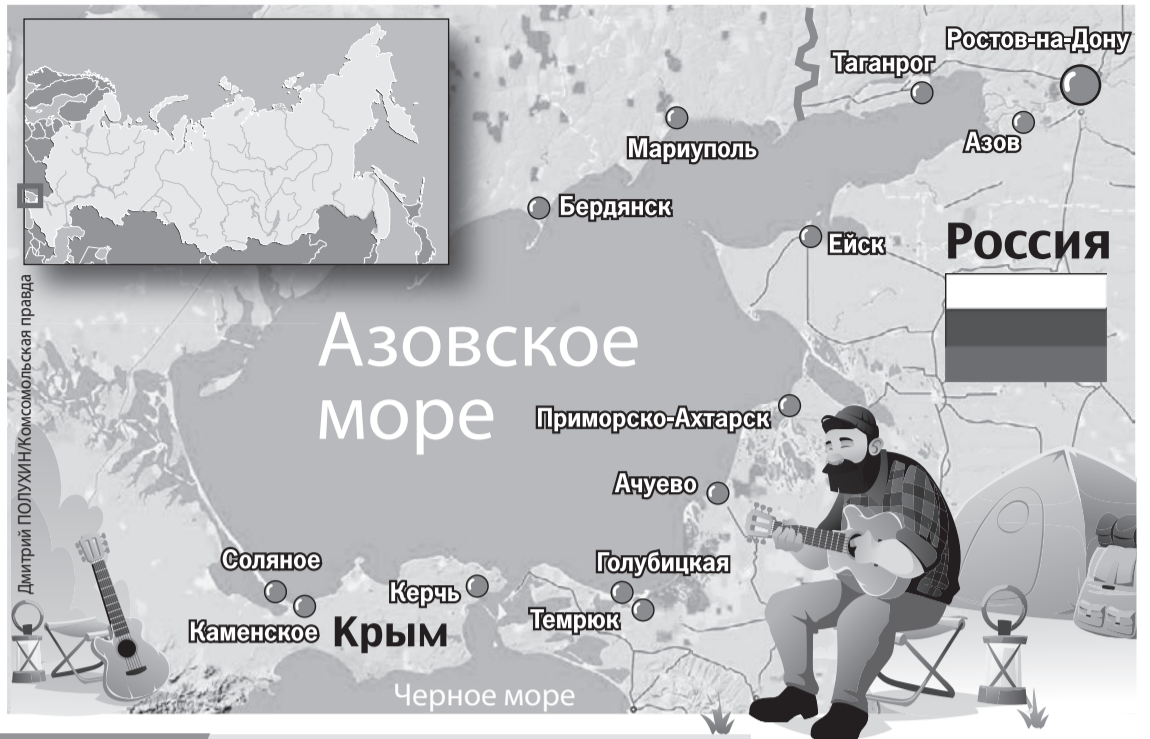 Ростов-на-Дону
Таганрог
Мариуполь
Азов
Бердянск
Ейск
Россия
Азовское
море
Приморско-Ахтарск
Ачуево
Соляное
Голубицкая
Керчь
Темрюк
Каменское
Крым
Черное море
Дмитрий ПОЛУХИН/Комсомольская правда